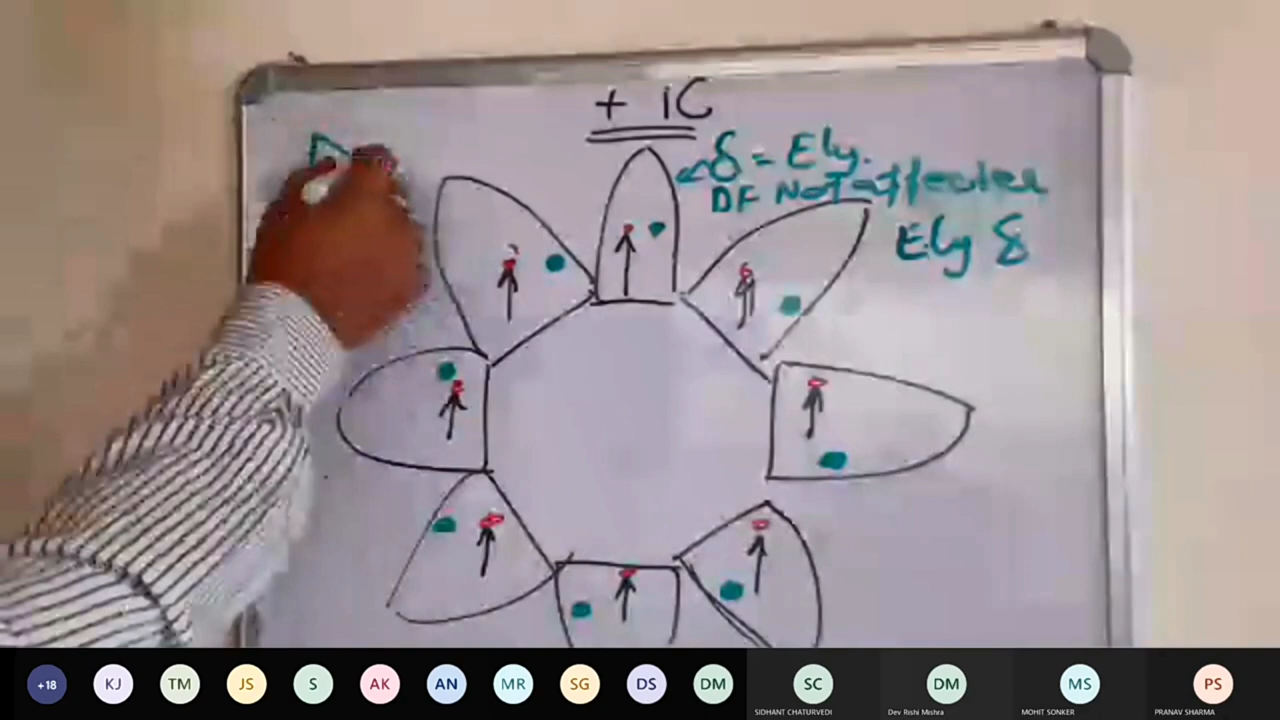 + 1C
δ = Ely.
DF Not affected
Ely δ
+18
KJ
TM
JS
S
AK
AN
MR
SG
DS
DM
SC
SIDHANT CHATURVEDI
DM
Dev Rishi Mishra
MS
MOHIT SONKER
PS
PRANAV SHARMA